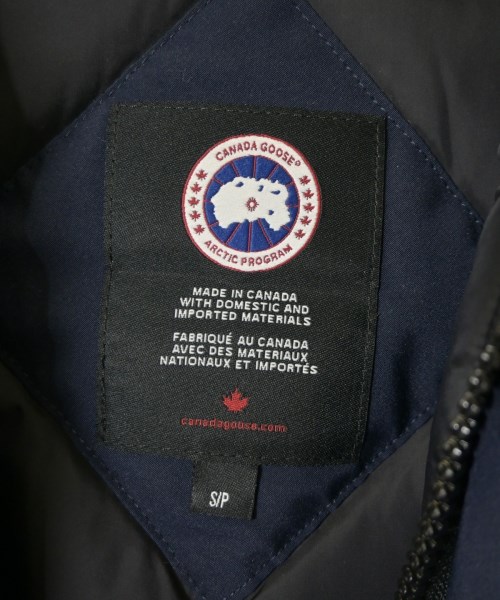 CANADA GOOSE®
ARCTIC PROGRAM
MADE IN CANADA
WITH DOMESTIC AND
IMPORTED MATERIALS
FABRIQUÉ AU CANADA
AVEC DES MATERIAUX
NATIONAUX ET IMPORTÉS
canadagoose.com
S/P